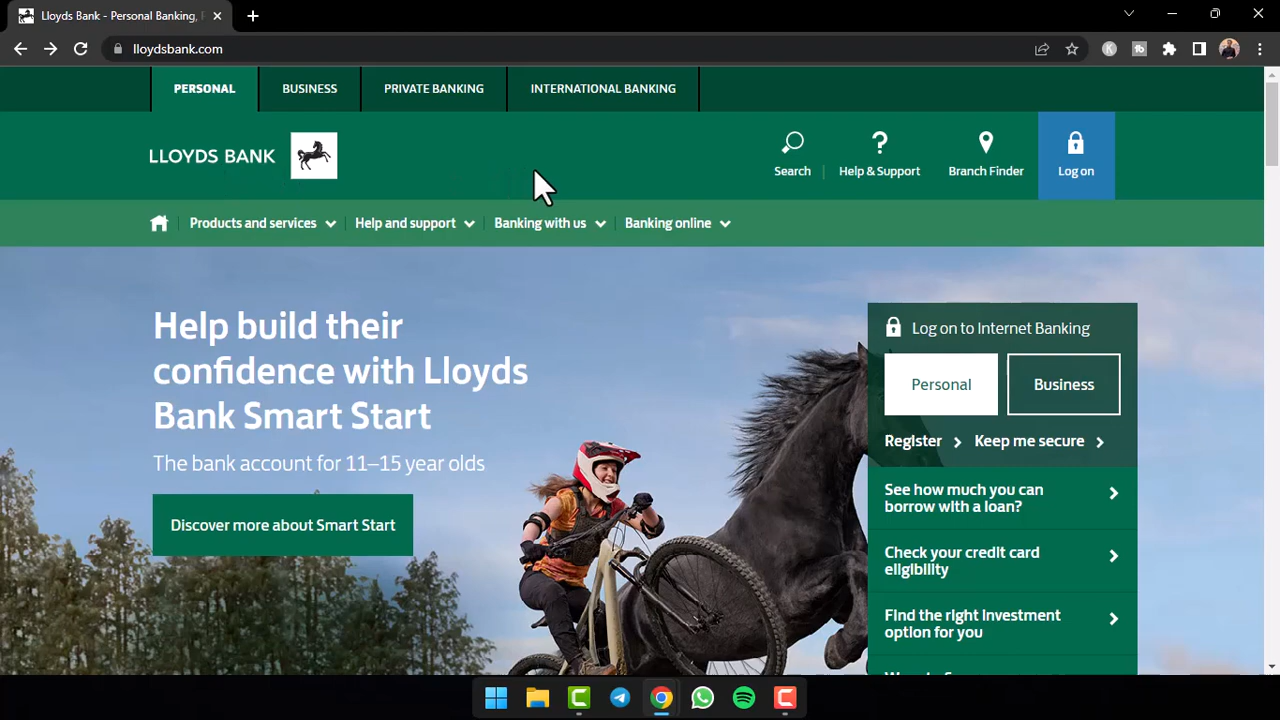 Lloyds Bank - Personal Banking,
lloydsbank.com
PERSONAL
BUSINESS
PRIVATE BANKING
INTERNATIONAL BANKING
LLOYDS BANK
Search
Help & Support
Branch Finder
Log on
Products and services
Help and support
Banking with us
Banking online
Help build their
confidence with Lloyds
Bank Smart Start
The bank account for 11–15 year olds
Discover more about Smart Start
Log on to Internet Banking
Personal
Business
Register
Keep me secure
See how much you can
borrow with a loan?
Check your credit card
eligibility
Find the right investment
option for you